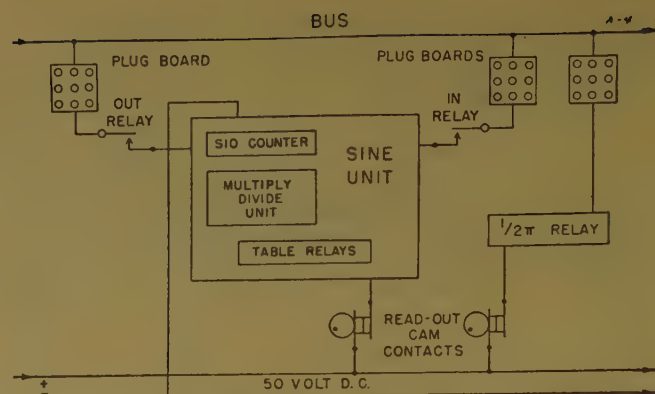 BUS
A-4
PLUG BOARD
PLUG BOARDS
OUT
RELAY
IN
RELAY
SIO COUNTER
SINE
UNIT
MULTIPLY
DIVIDE
UNIT
TABLE RELAYS
1/2π RELAY
READ-OUT
CAM
CONTACTS
+
50 VOLT D.C.
-